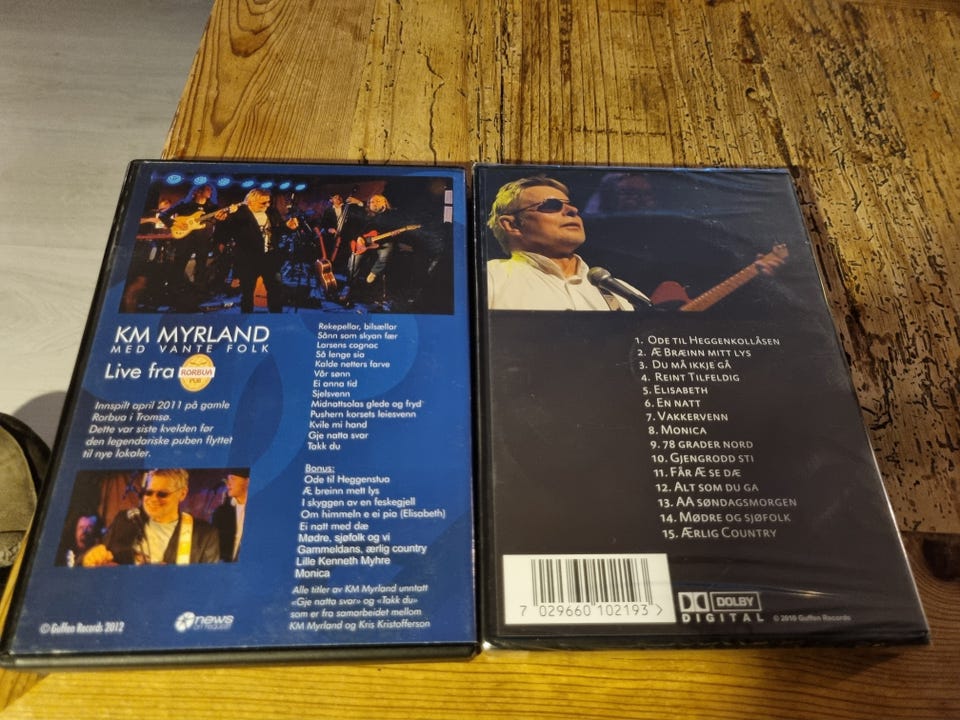 KM MYRLAND
MED VANTE FOLK
Live fra RORBUA
PUB
Innspilt april 2011 på gamle
Rorbua i Tromsø.
Dette var siste kvelden før
den legendariske puben flyttet
til nye lokaler.
Rekepellar, bilsællar
Sånn som skyan fær
Larsens cognac
Så lenge sio
Kalde netters farve
Vår sønn
Ei anna tid
Sjelsvenn
Midnattsolas glede og fryd
Pushern korsets leiesvenn
Kvile mi hand
Gje natta svar
Takk du
Bonus:
Ode til Heggenstua
Æ breinn mett lys
I skyggen av en feskegjell
Om himmeln e ei pia (Elisabeth)
Ei natt med dæ
Mødre, sjøfolk og vi
Gammeldans, ærlig country
Lille Kenneth Myhre
Monica
Alle titler av KM Myrland unntatt
«Gje natta svar» og «Takk du»
som er fra samarbeidet mellom
KM Myrland og Kris Kristofferson
© Guffen Records 2012
news
on request
1. ODE TIL HEGGENKOLLÅSEN
2. Æ BRÆINN MITT LYS
3. DU MÅ IKKJE GÅ
4. REINT TILFELDIG
5. ELISABETH
6. EN NATT
7. VAKKERVENN
8. MONICA
9. 78 GRADER NORD
10. GJENGRODD STI
11. FÅR Æ SE DÆ
12. ALT SOM DU GA
13. AA SØNDAGSMORGEN
14. MØDRE OG SJØFOLK
15. ÆRLIG COUNTRY
7 029660 102193 >
DOLBY
DIGITAL
© 2010 Guffen Records